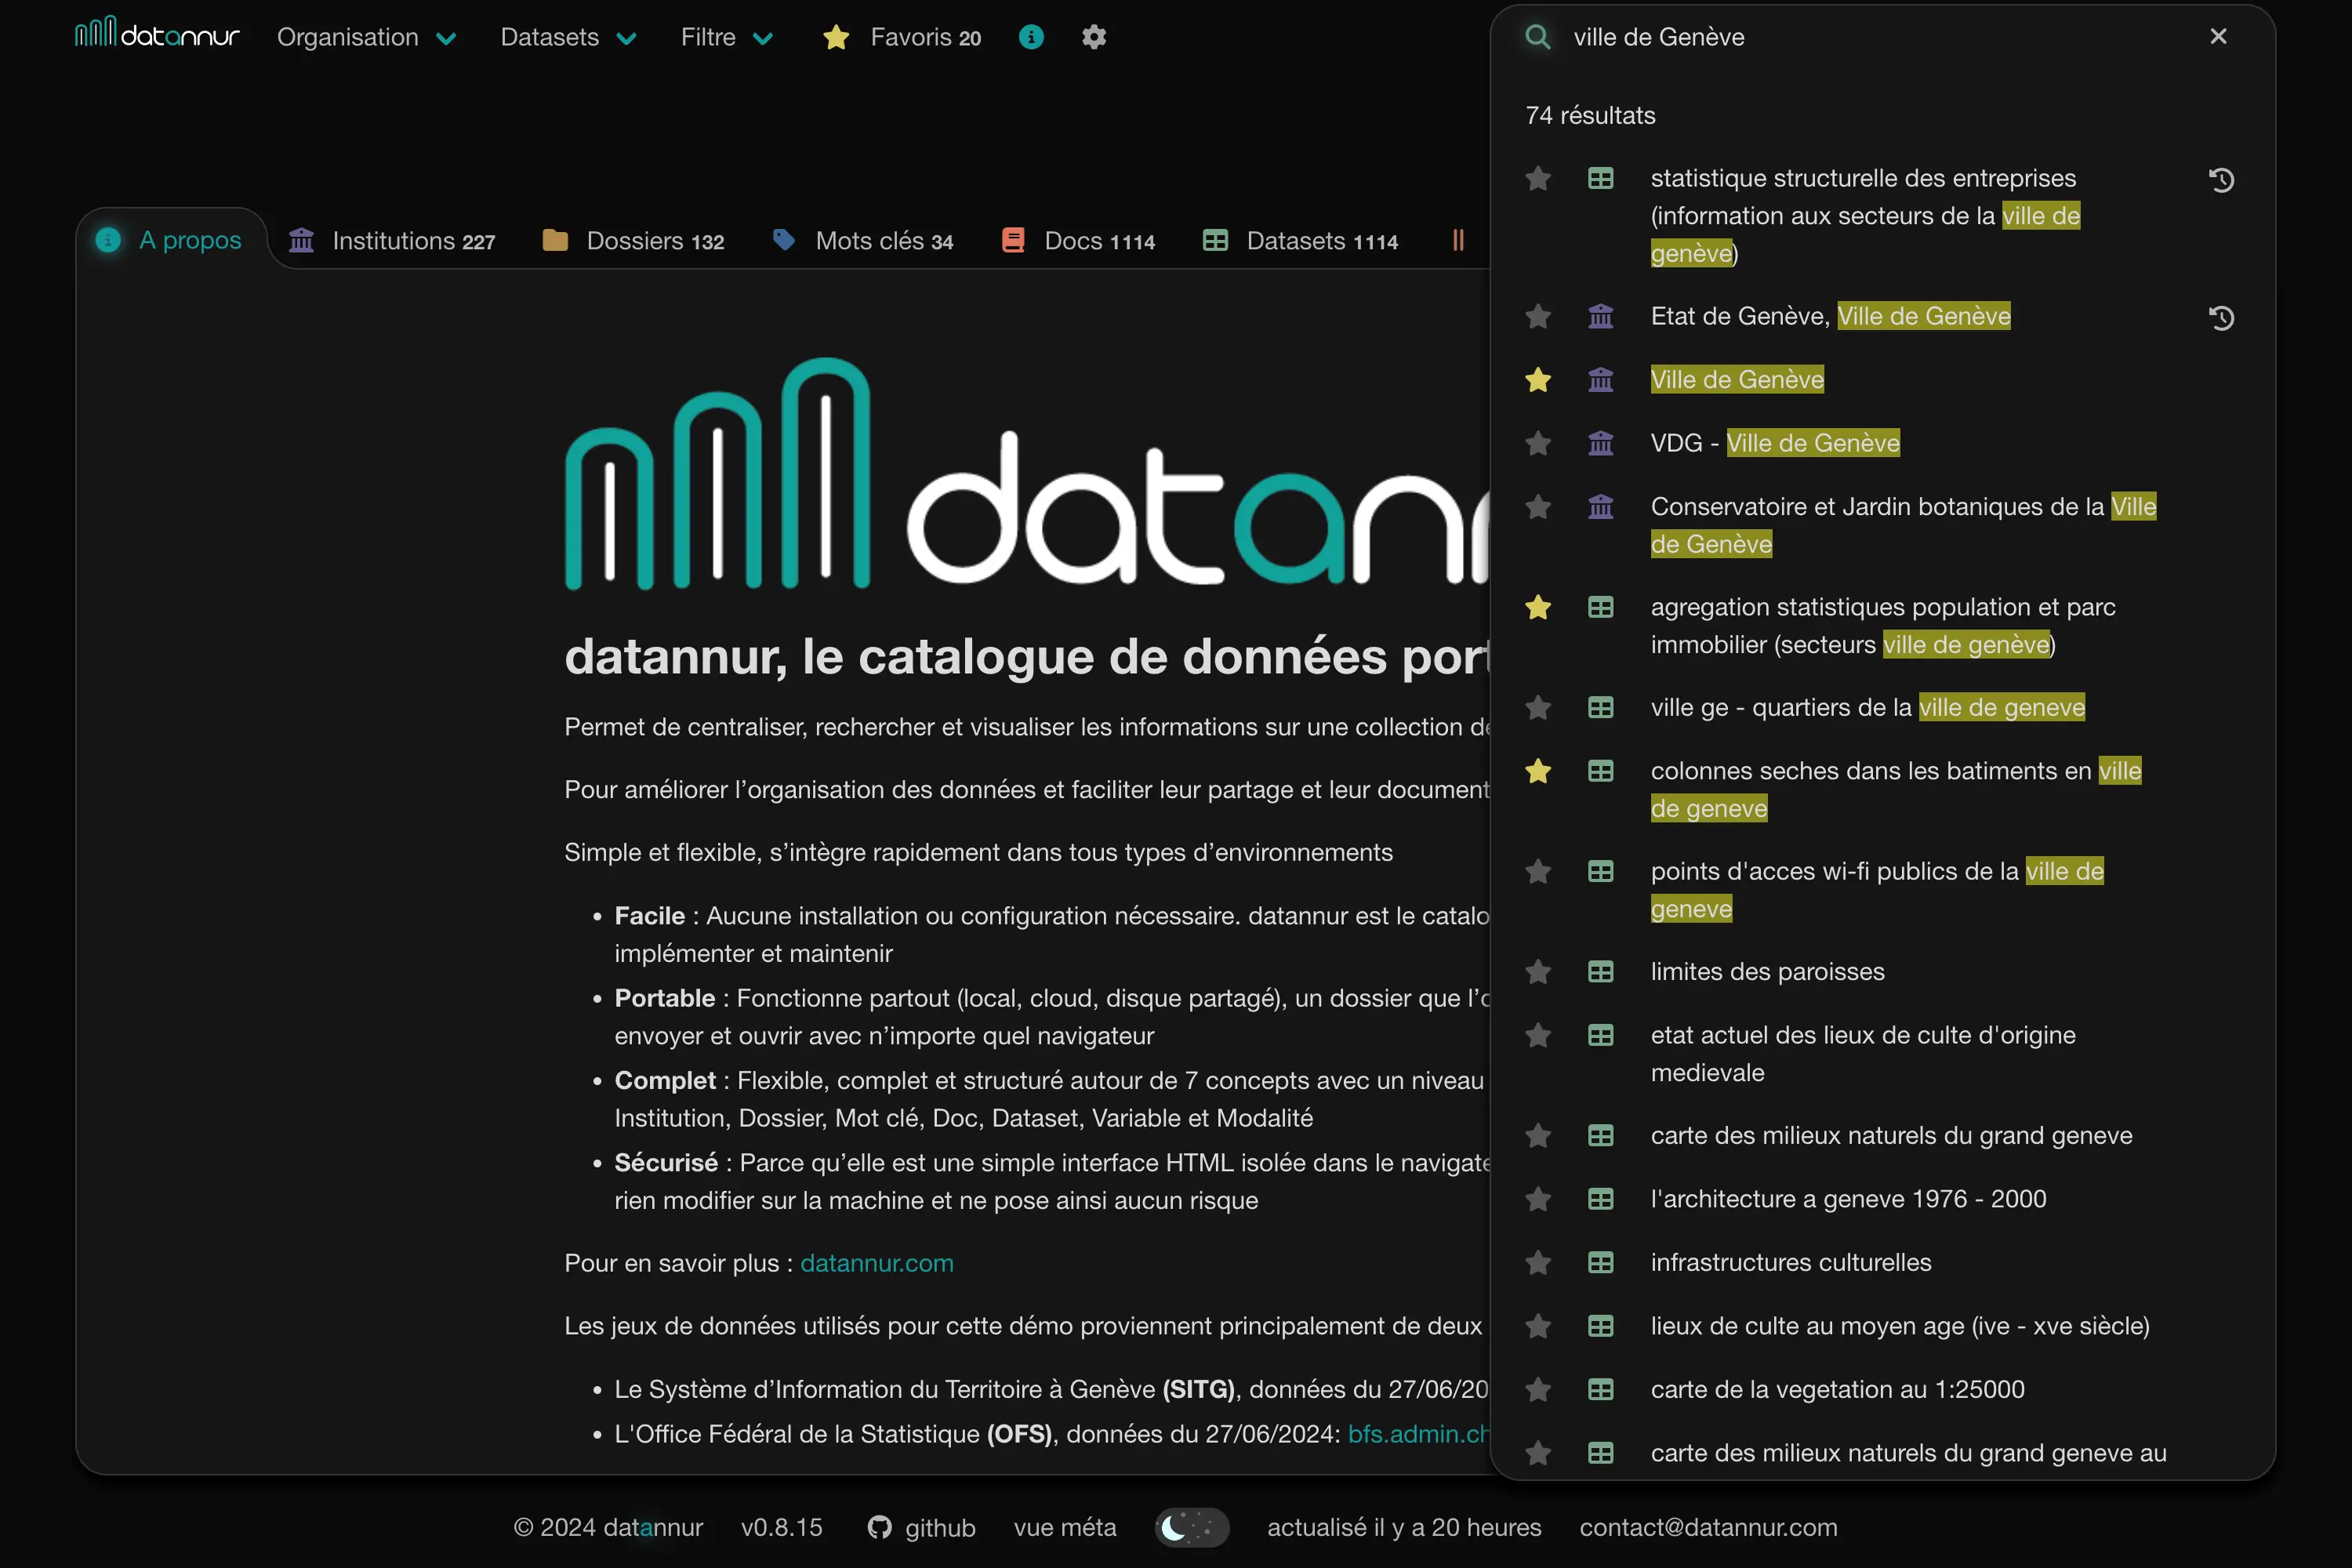 datannur
Organisation
Datasets
Filtre
Favoris 20
ville de Genève
74 résultats
statistique structurelle des entreprises
(information aux secteurs de la ville de
genève)
Etat de Genève, Ville de Genève
Ville de Genève
VDG - Ville de Genève
Conservatoire et Jardin botaniques de la Ville
de Genève
agregation statistiques population et parc
immobilier (secteurs ville de genève)
ville ge - quartiers de la ville de geneve
colonnes seches dans les batiments en ville
de geneve
points d'acces wi-fi publics de la ville de
geneve
limites des paroisses
etat actuel des lieux de culte d'origine
medievale
carte des milieux naturels du grand geneve
l'architecture a geneve 1976 - 2000
infrastructures culturelles
lieux de culte au moyen age (ive - xve siècle)
carte de la vegetation au 1:25000
carte des milieux naturels du grand geneve au
A propos
Institutions 227
Dossiers 132
Mots clés 34
Docs 1114
Datasets 1114
datan
datannur, le catalogue de données port
Permet de centraliser, rechercher et visualiser les informations sur une collection de
Pour améliorer l’organisation des données et faciliter leur partage et leur document
Simple et flexible, s’intègre rapidement dans tous types d’environnements
• Facile : Aucune installation ou configuration nécessaire. datannur est le catalo
implémenter et maintenir
• Portable : Fonctionne partout (local, cloud, disque partagé), un dossier que l’o
envoyer et ouvrir avec n’importe quel navigateur
• Complet : Flexible, complet et structuré autour de 7 concepts avec un niveau
Institution, Dossier, Mot clé, Doc, Dataset, Variable et Modalité
• Sécurisé : Parce qu’elle est une simple interface HTML isolée dans le navigate
rien modifier sur la machine et ne pose ainsi aucun risque
Pour en savoir plus : datannur.com
Les jeux de données utilisés pour cette démo proviennent principalement de deux
• Le Système d’Information du Territoire à Genève (SITG), données du 27/06/20
• L'Office Fédéral de la Statistique (OFS), données du 27/06/2024: bfs.admin.ch
© 2024 datannur
v0.8.15
github
vue méta
actualisé il y a 20 heures
contact@datannur.com